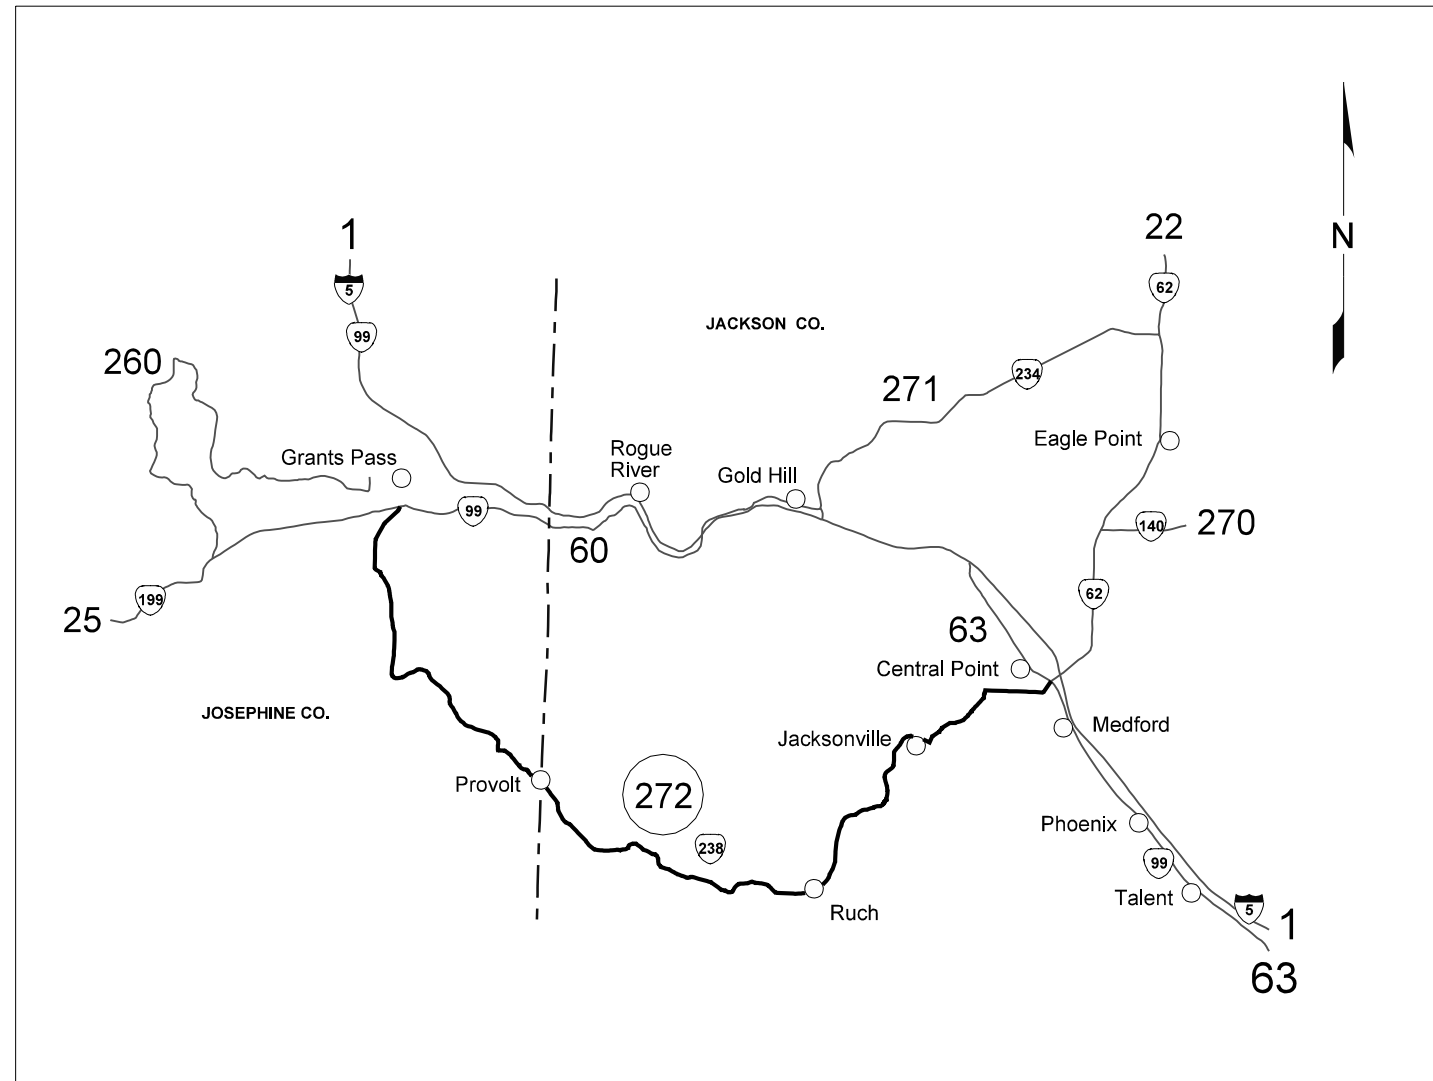 1
22
N
5
62
99
JACKSON CO.
260
271
234
Eagle Point
Grants Pass
Rogue
River
Gold Hill
99
60
140
270
25
199
62
63
Central Point
JOSEPHINE CO.
Jacksonville
Medford
Provolt
272
238
Phoenix
99
Talent
Ruch
5
1
63